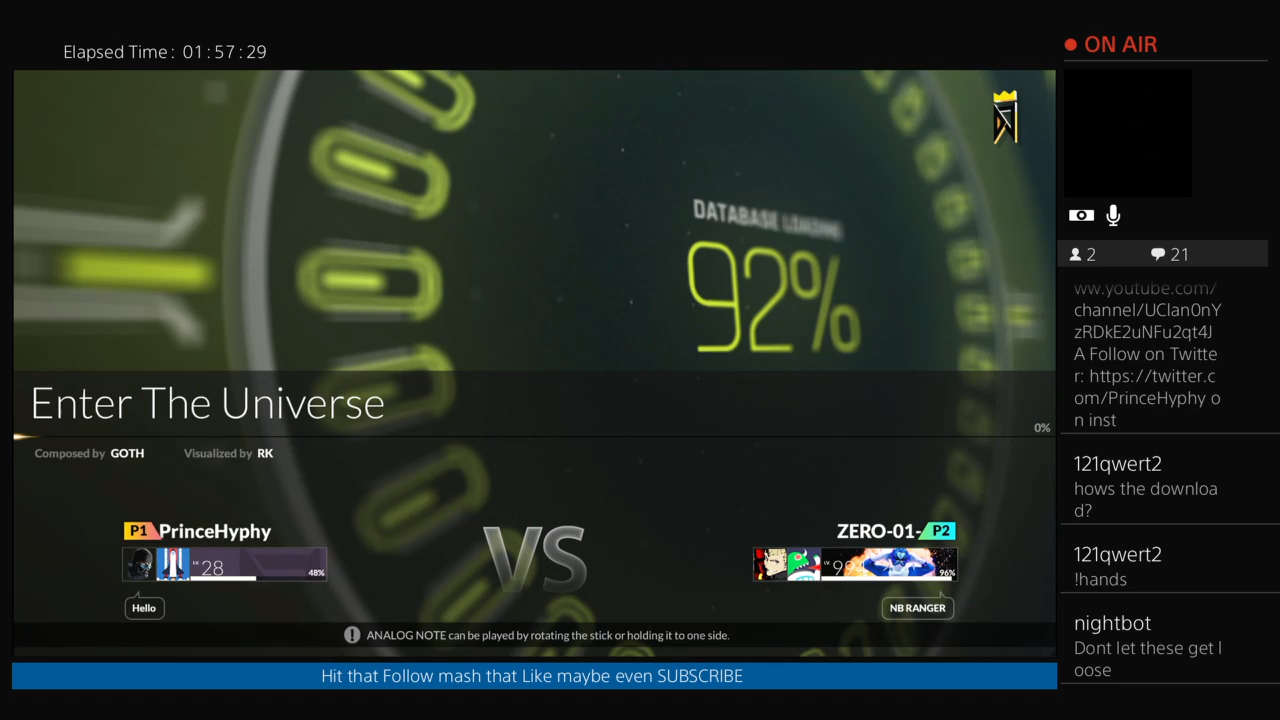 Elapsed Time: 01:57:29
ON AIR
DATABASE LOADING
92%
2 21
ww.youtube.com/
channel/UClan0nY
zRDkE2uNFu2qt4J
A Follow on Twitte
r: https://twitter.c
om/PrinceHyphy o
n inst
Enter The Universe
0%
Composed by GOTH Visualized by RK
121qwert2
hows the downloa
d?
P1 PrinceHyphy
VS
ZERO-01- P2
LV 28 48%
LV 99 96%
121qwert2
!hands
Hello
NB RANGER
nightbot
Dont let these get l
oose
ANALOG NOTE can be played by rotating the stick or holding it to one side.
Hit that Follow mash that Like maybe even SUBSCRIBE